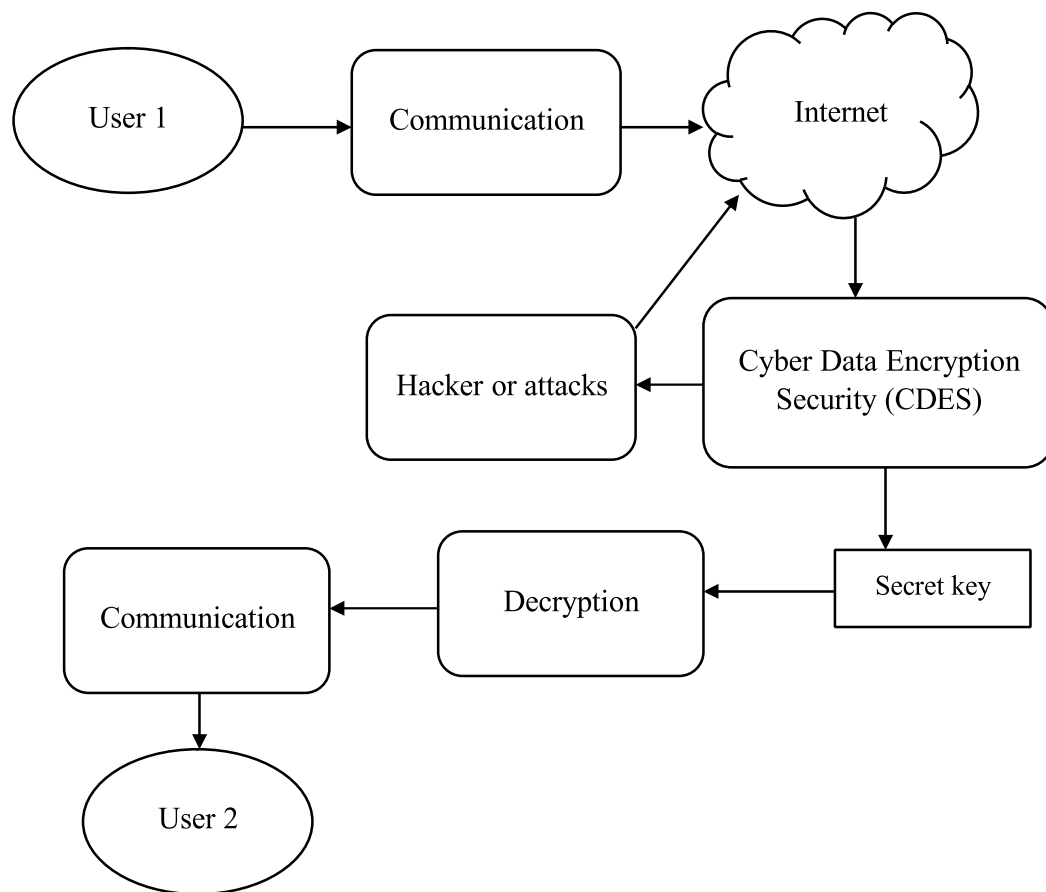 User 1
Communication
Internet
Hacker or attacks
Cyber Data Encryption
Security (CDES)
Secret key
Decryption
Communication
User 2